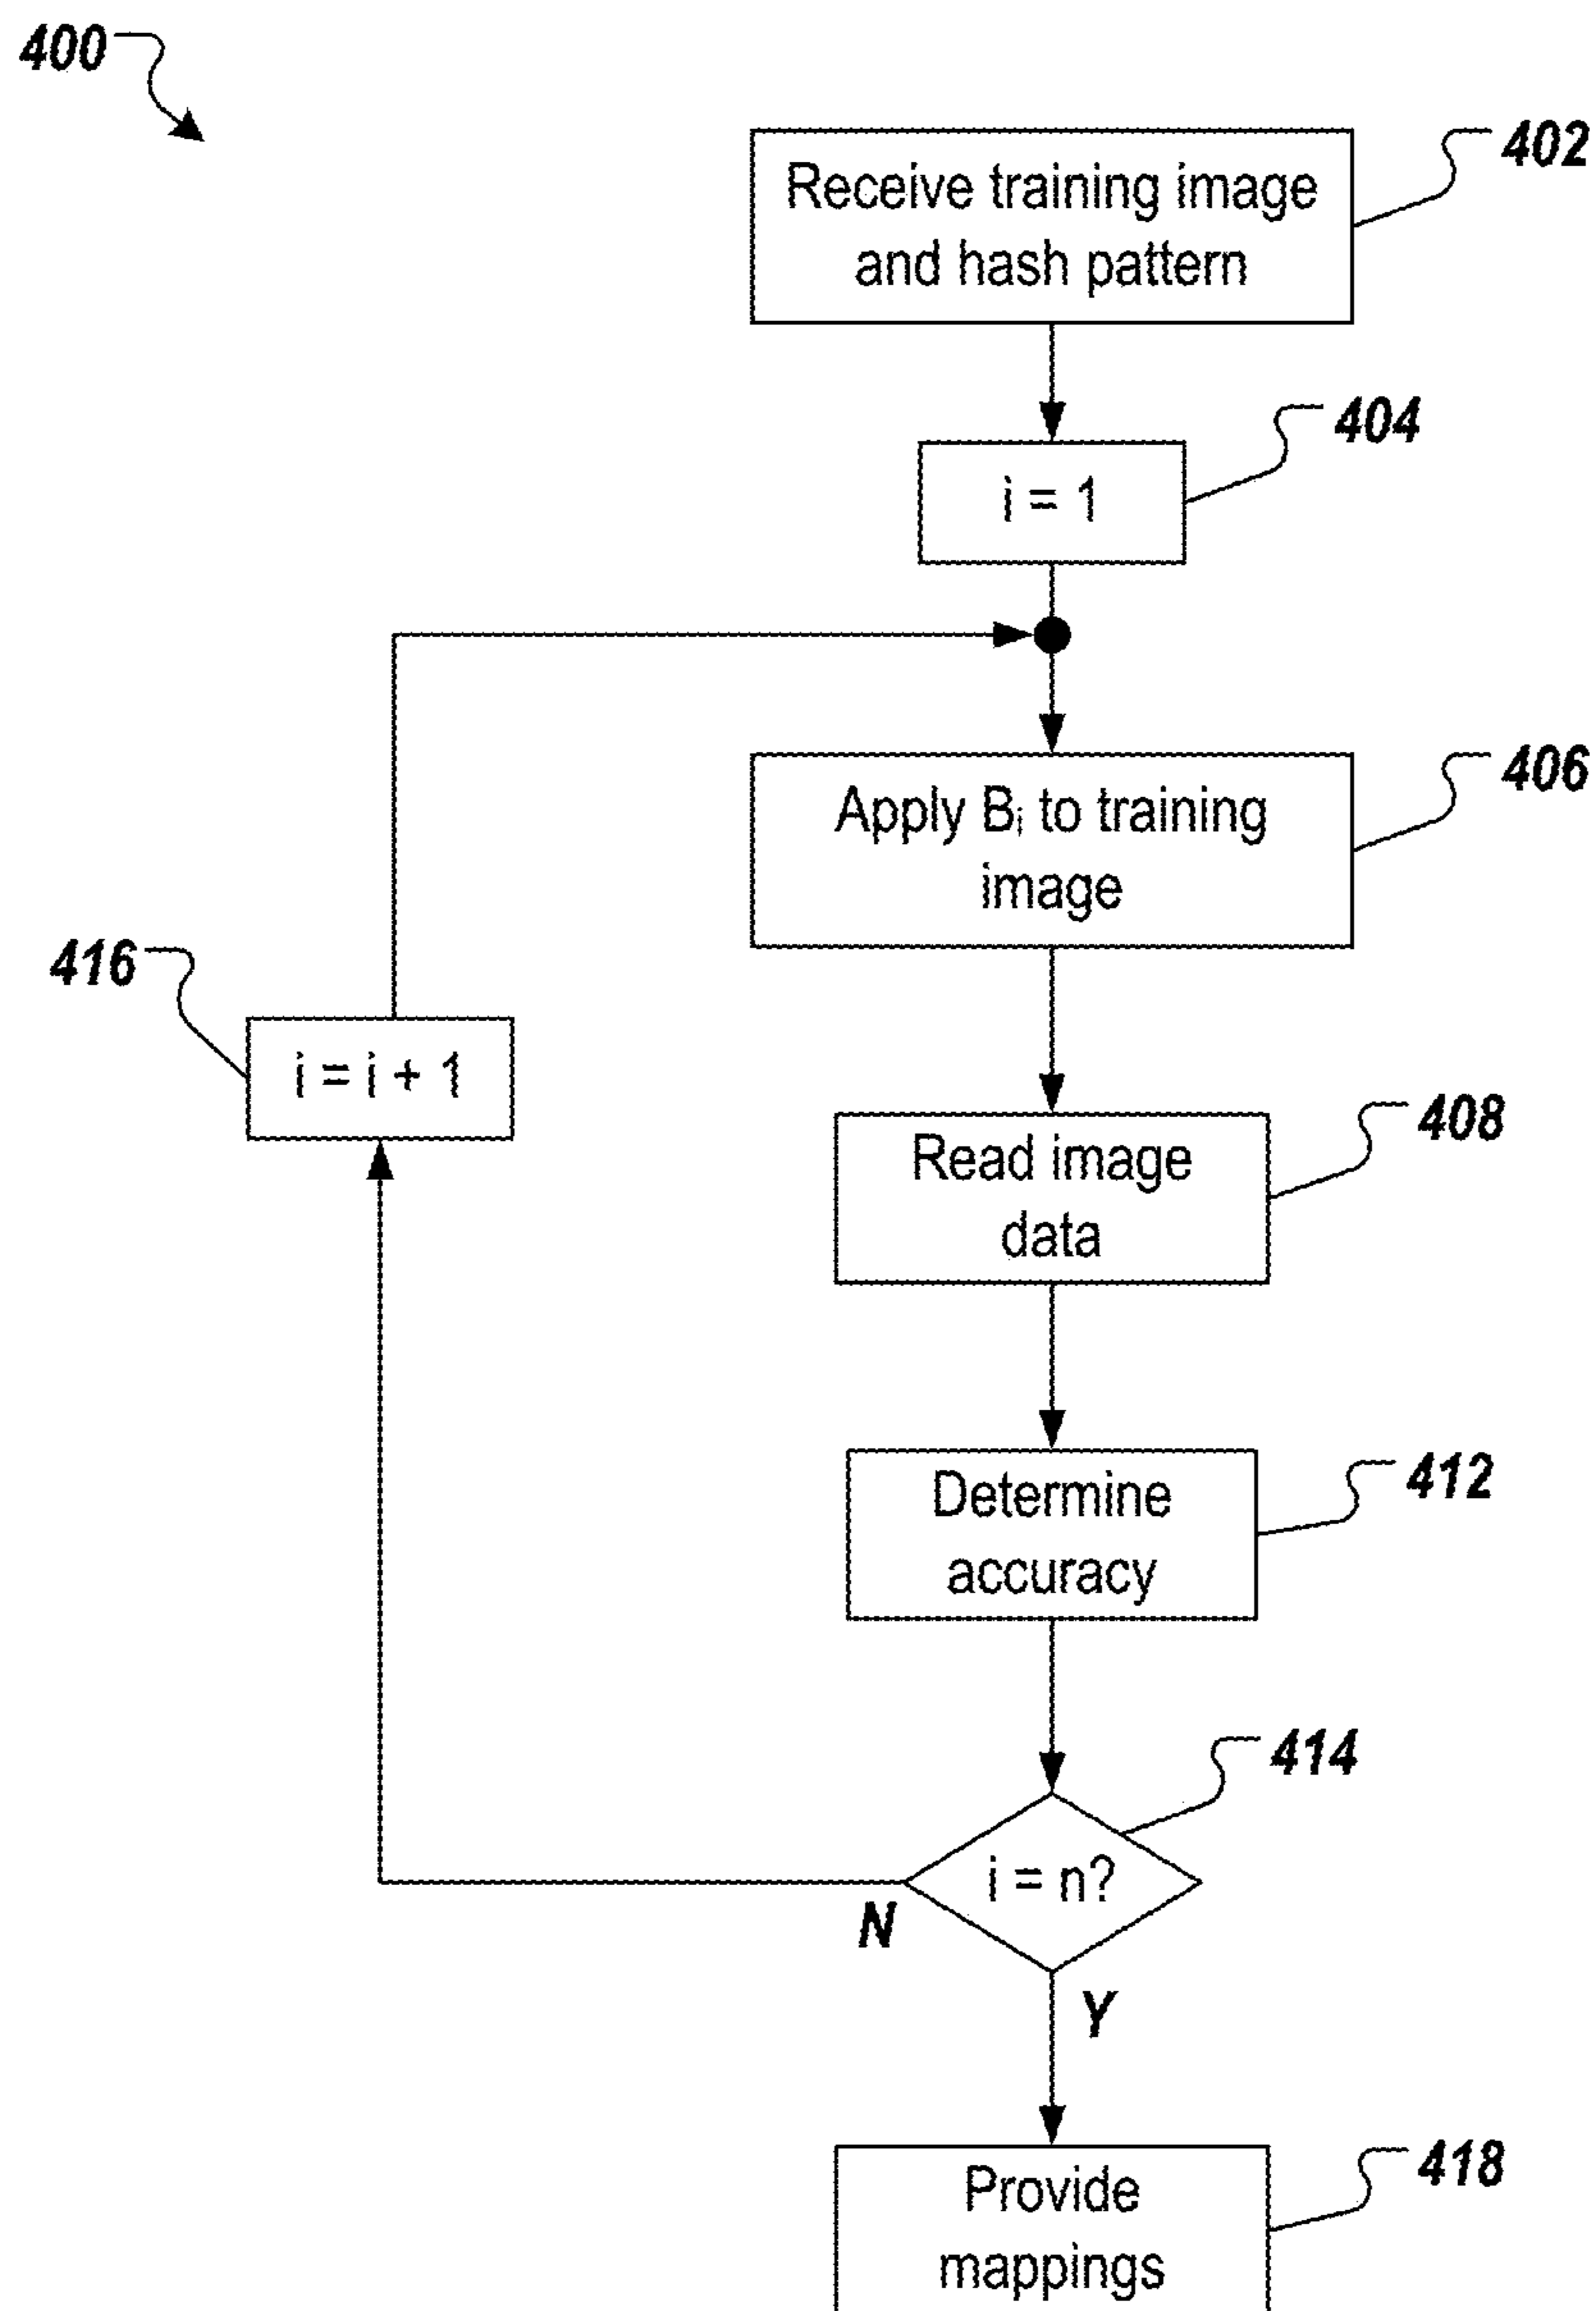 400
402
Receive training image
and hash pattern
404
i = 1
406
Apply Bᵢ to training
image
416
i = i + 1
408
Read image
data
412
Determine
accuracy
414
i = n?
N
Y
418
Provide
mappings